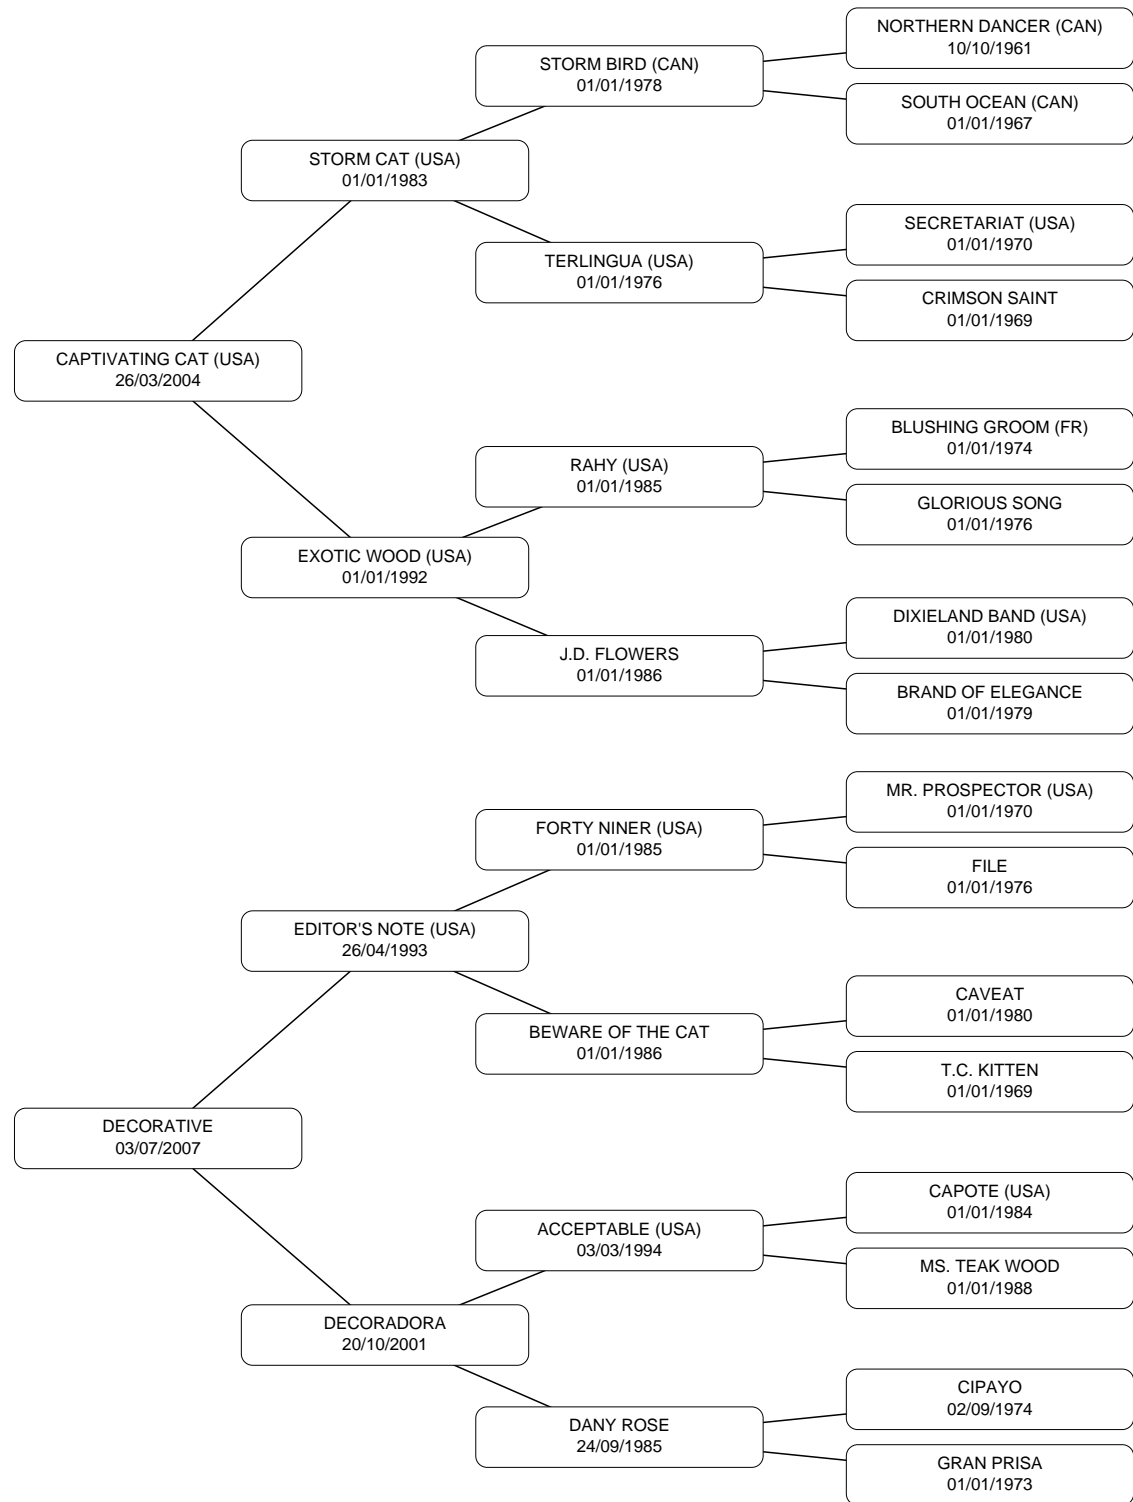 NORTHERN DANCER (CAN)
10/10/1961
STORM BIRD (CAN)
01/01/1978
SOUTH OCEAN (CAN)
01/01/1967
STORM CAT (USA)
01/01/1983
SECRETARIAT (USA)
01/01/1970
TERLINGUA (USA)
01/01/1976
CRIMSON SAINT
01/01/1969
CAPTIVATING CAT (USA)
26/03/2004
BLUSHING GROOM (FR)
01/01/1974
RAHY (USA)
01/01/1985
GLORIOUS SONG
01/01/1976
EXOTIC WOOD (USA)
01/01/1992
DIXIELAND BAND (USA)
01/01/1980
J.D. FLOWERS
01/01/1986
BRAND OF ELEGANCE
01/01/1979
MR. PROSPECTOR (USA)
01/01/1970
FORTY NINER (USA)
01/01/1985
FILE
01/01/1976
EDITOR'S NOTE (USA)
26/04/1993
CAVEAT
01/01/1980
BEWARE OF THE CAT
01/01/1986
T.C. KITTEN
01/01/1969
DECORATIVE
03/07/2007
CAPOTE (USA)
01/01/1984
ACCEPTABLE (USA)
03/03/1994
MS. TEAK WOOD
01/01/1988
DECORADORA
20/10/2001
CIPAYO
02/09/1974
DANY ROSE
24/09/1985
GRAN PRISA
01/01/1973